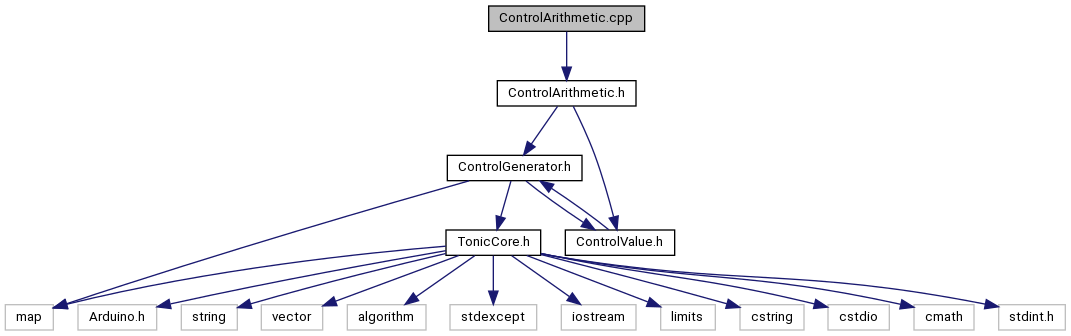 ControlArithmetic.cpp
ControlArithmetic.h
ControlGenerator.h
TonicCore.h
ControlValue.h
map
Arduino.h
string
vector
algorithm
stdexcept
iostream
limits
cstring
cstdio
cmath
stdint.h